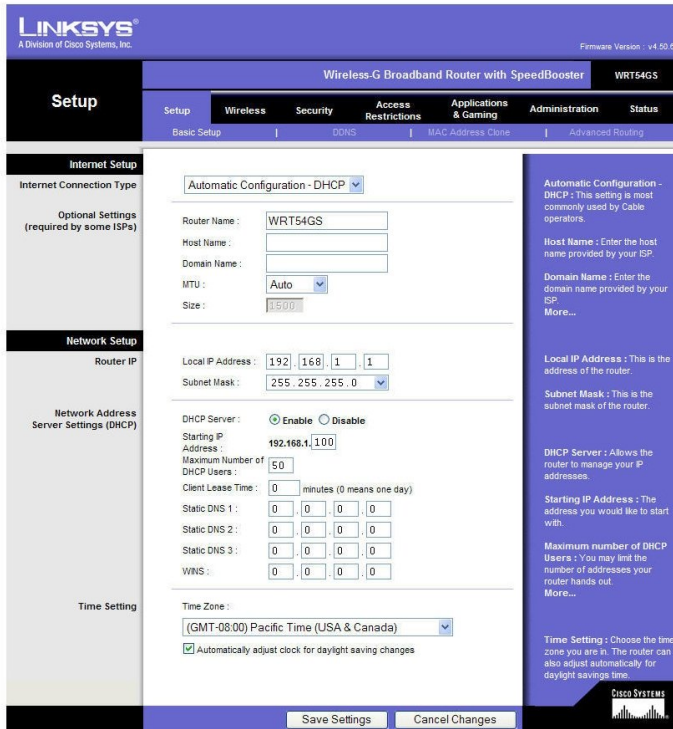 LINKSYS®
A Division of Cisco Systems, Inc.
Firmware Version : v4.50.6
Wireless-G Broadband Router with SpeedBooster WRT54GS
Setup
Setup Wireless Security Access Restrictions Applications & Gaming Administration Status
Basic Setup | DDNS | MAC Address Clone | Advanced Routing
Internet Setup
Internet Connection Type
Automatic Configuration - DHCP
Optional Settings
(required by some ISPs)
Router Name : WRT54GS
Host Name :
Domain Name :
MTU : Auto
Size : 1500
Automatic Configuration -
DHCP : This setting is most
commonly used by Cable
operators.
Host Name : Enter the host
name provided by your ISP.
Domain Name : Enter the
domain name provided by your
ISP.
More...
Network Setup
Router IP
Local IP Address : 192 . 168 . 1 . 1
Subnet Mask : 255.255.255.0
Local IP Address : This is the
address of the router.
Subnet Mask : This is the
subnet mask of the router.
Network Address
Server Settings (DHCP)
DHCP Server : Enable Disable
Starting IP
Address : 192.168.1. 100
Maximum Number of
DHCP Users : 50
Client Lease Time : 0 minutes (0 means one day)
Static DNS 1 : 0 . 0 . 0 . 0
Static DNS 2 : 0 . 0 . 0 . 0
Static DNS 3 : 0 . 0 . 0 . 0
WINS : 0 . 0 . 0 . 0
DHCP Server : Allows the
router to manage your IP
addresses.
Starting IP Address : The
address you would like to start
with.
Maximum number of DHCP
Users : You may limit the
number of addresses your
router hands out.
More...
Time Setting
Time Zone :
(GMT-08:00) Pacific Time (USA & Canada)
Automatically adjust clock for daylight saving changes
Time Setting : Choose the time
zone you are in. The router can
also adjust automatically for
daylight savings time.
Save Settings Cancel Changes
CISCO SYSTEMS